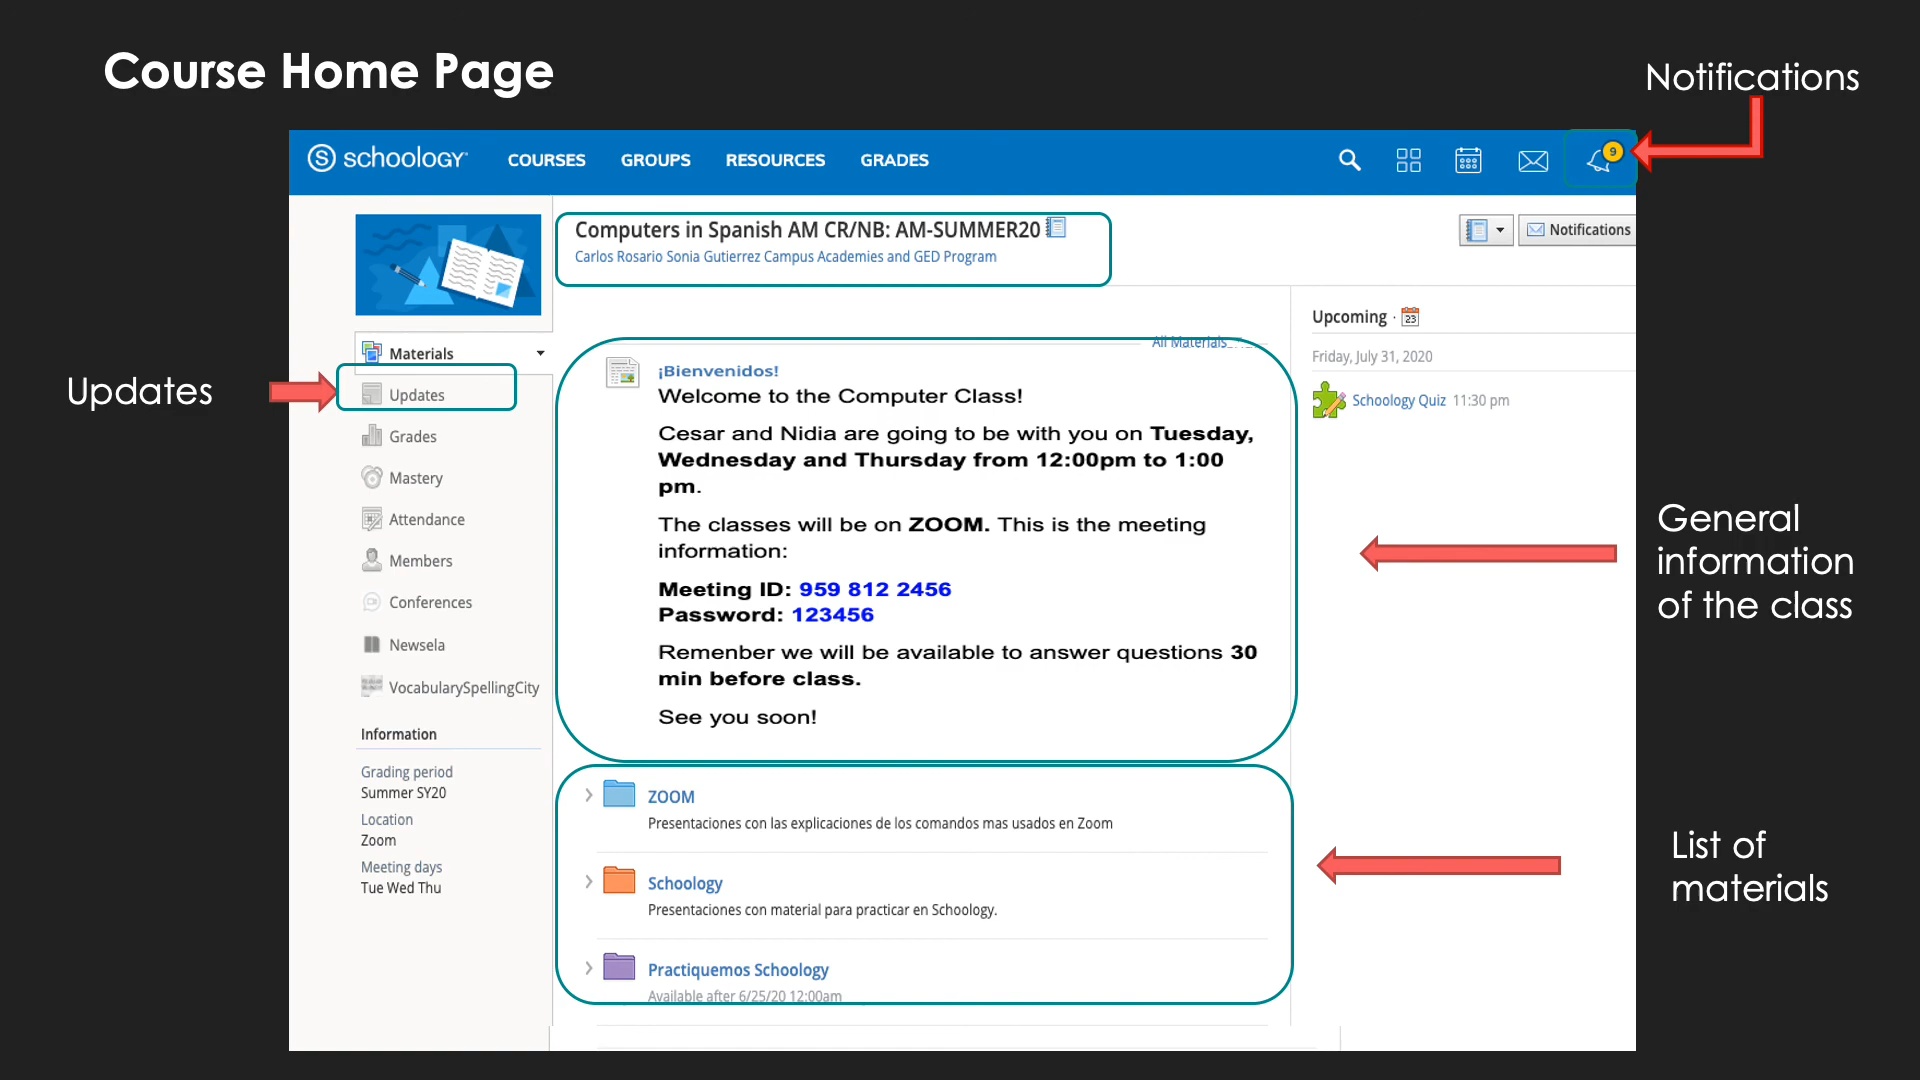 Course Home Page
Notifications
schoology
COURSES
GROUPS
RESOURCES
GRADES
9
Computers in Spanish AM CR/NB: AM-SUMMER20
Carlos Rosario Sonia Gutierrez Campus Academies and GED Program
Notifications
Materials
Updates
Updates
Grades
Mastery
Attendance
Members
Conferences
Newsela
VocabularySpellingCity
Information
Grading period
Summer SY20
Location
Zoom
Meeting days
Tue Wed Thu
All Materials
¡Bienvenidos!
Welcome to the Computer Class!
Cesar and Nidia are going to be with you on Tuesday,
Wednesday and Thursday from 12:00pm to 1:00
pm.
The classes will be on ZOOM. This is the meeting
information:
Meeting ID: 959 812 2456
Password: 123456
Remenber we will be available to answer questions 30
min before class.
See you soon!
ZOOM
Presentaciones con las explicaciones de los comandos mas usados en Zoom
Schoology
Presentaciones con material para practicar en Schoology.
Practiquemos Schoology
Available after 6/25/20 12:00am
Upcoming · 23
Friday, July 31, 2020
Schoology Quiz 11:30 pm
General
information
of the class
List of
materials